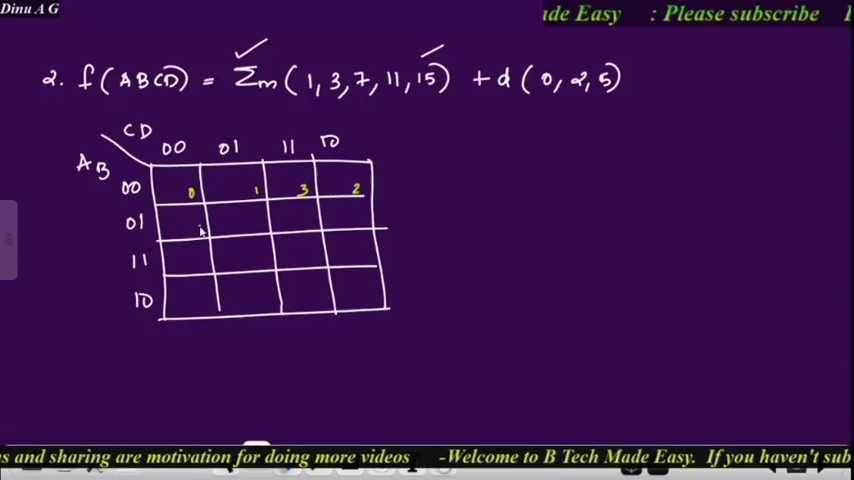 Dinu A G
ude Easy : Please subscribe
2. f(ABCD) = Σm(1,3,7,11,15) + d(0,2,5)
CD
AB
00 01 11 10
00 0 1 3 2
01
11
10
s and sharing are motivation for doing more videos -Welcome to B Tech Made Easy. If you haven't sub